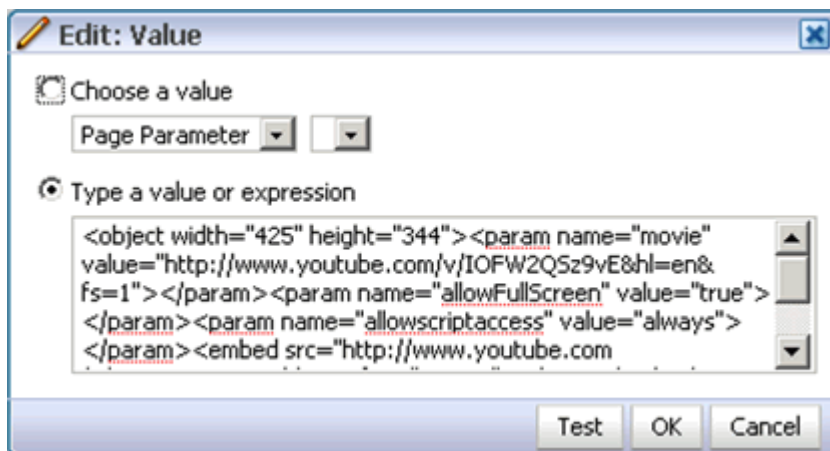 Edit: Value
Choose a value
Page Parameter
Type a value or expression
<object width="425" height="344"><param name="movie"
value="http://www.youtube.com/v/IOFW2QSz9vE&hl=en&
fs=1"></param><param name="allowFullScreen" value="true">
</param><param name="allowscriptaccess" value="always">
</param><embed src="http://www.youtube.com
Test OK Cancel